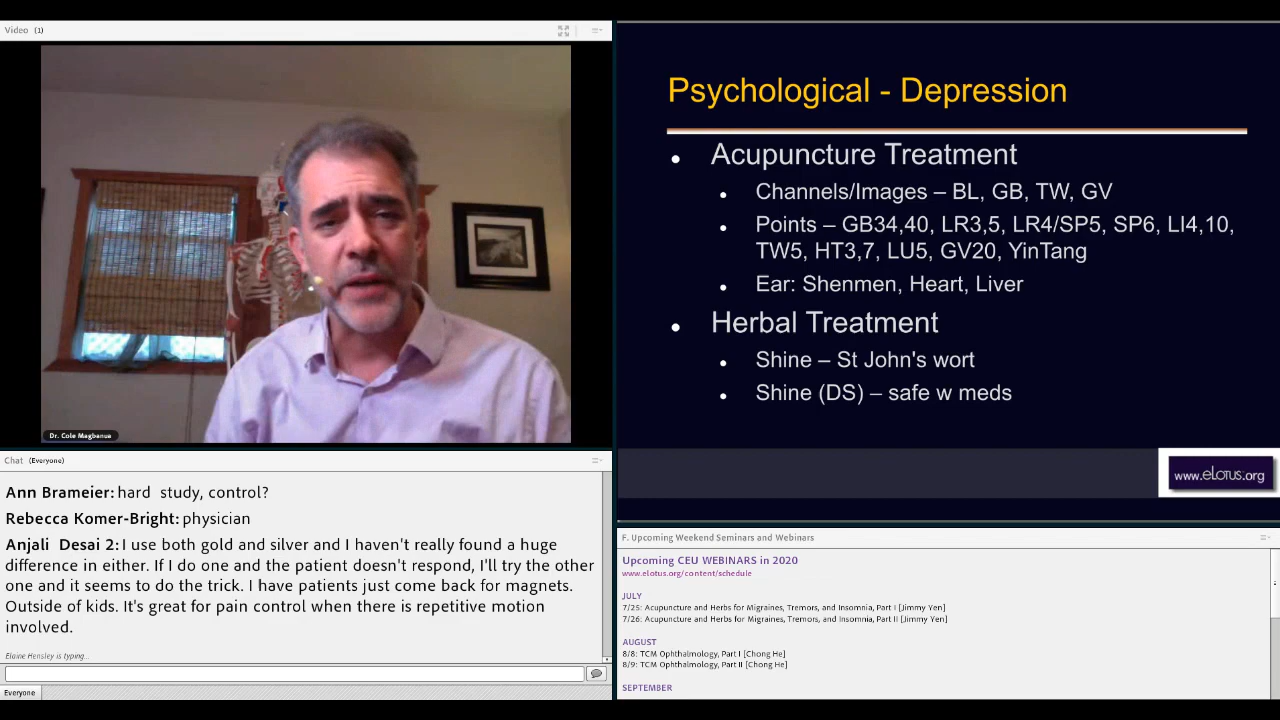 Video (1)
Dr. Cole Magbanua
Psychological - Depression
Acupuncture Treatment
Channels/Images – BL, GB, TW, GV
Points – GB34,40, LR3,5, LR4/SP5, SP6, LI4,10,
TW5, HT3,7, LU5, GV20, YinTang
Ear: Shenmen, Heart, Liver
Herbal Treatment
Shine – St John's wort
Shine (DS) – safe w meds
www.eLotus.org
Chat (Everyone)
Ann Brameier: hard study, control?
Rebecca Komer-Bright: physician
Anjali Desai 2: I use both gold and silver and I haven't really found a huge
difference in either. If I do one and the patient doesn't respond, I'll try the other
one and it seems to do the trick. I have patients just come back for magnets.
Outside of kids. It's great for pain control when there is repetitive motion
involved.
Elaine Hensley is typing...
Everyone
F. Upcoming Weekend Seminars and Webinars
Upcoming CEU WEBINARS in 2020
www.elotus.org/content/schedule
JULY
7/25: Acupuncture and Herbs for Migraines, Tremors, and Insomnia, Part I [Jimmy Yen]
7/26: Acupuncture and Herbs for Migraines, Tremors, and Insomnia, Part II [Jimmy Yen]
AUGUST
8/8: TCM Ophthalmology, Part I [Chong He]
8/9: TCM Ophthalmology, Part II [Chong He]
SEPTEMBER